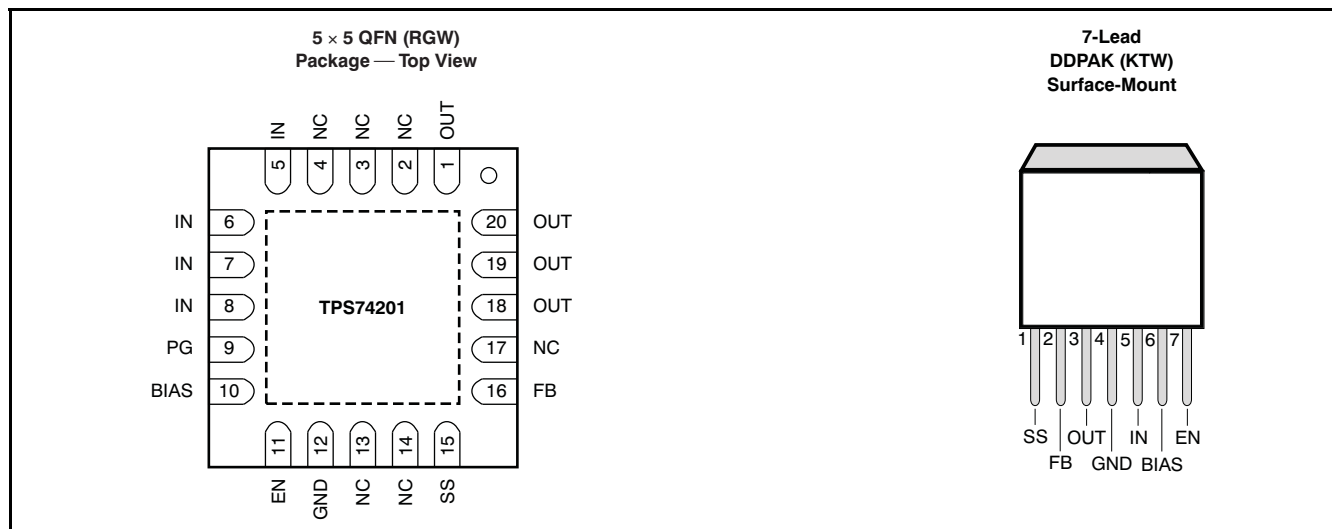 5 × 5 QFN (RGW)
Package — Top View
IN NC NC NC OUT
5 4 3 2 1
IN 6
IN 7
IN 8
PG 9
BIAS 10
TPS74201
20 OUT
19 OUT
18 OUT
17 NC
16 FB
11 12 13 14 15
EN GND NC NC SS
7-Lead
DDPAK (KTW)
Surface-Mount
1 2 3 4 5 6 7
SS OUT IN EN
FB GND BIAS